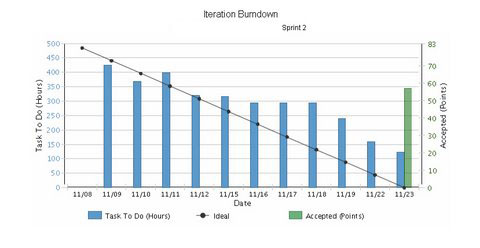 Iteration Burndown
Sprint 2
500
450
400
350
300
250
200
150
100
50
0
Task To Do (Hours)
83
70
60
50
40
30
20
10
0
Accepted (Points)
11/08 11/09 11/10 11/11 11/12 11/15 11/16 11/17 11/18 11/19 11/22 11/23
Date
Task To Do (Hours) Ideal Accepted (Points)